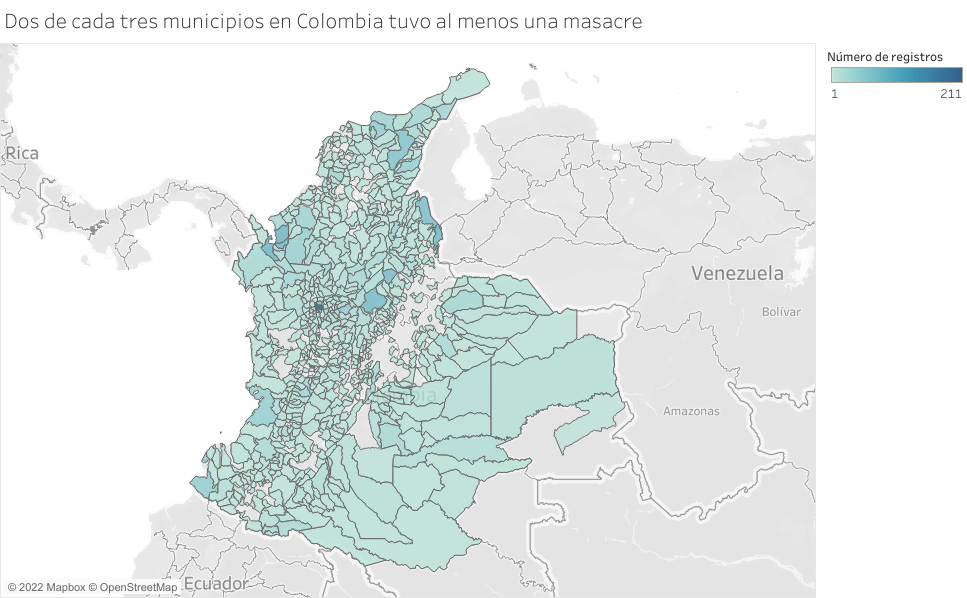 Dos de cada tres municipios en Colombia tuvo al menos una masacre
Número de registros
1
211
Rica
Venezuela
Bolívar
Amazonas
bia
Ecuador
© 2022 Mapbox © OpenStreetMap